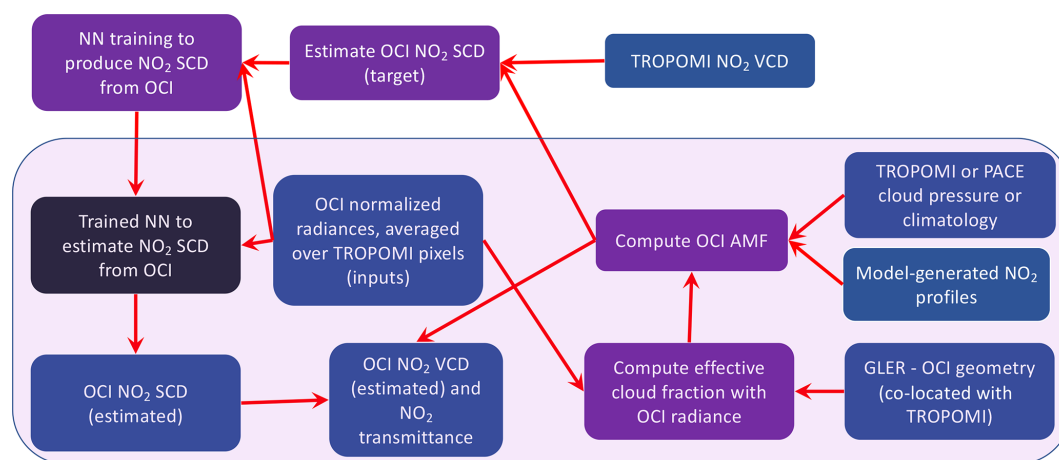 NN training to
produce NO₂ SCD
from OCI
Estimate OCI NO₂ SCD
(target)
TROPOMI NO₂ VCD
Trained NN to
estimate NO₂ SCD
from OCI
OCI normalized
radiances, averaged
over TROPOMI pixels
(inputs)
Compute OCI AMF
TROPOMI or PACE
cloud pressure or
climatology
Model-generated NO₂
profiles
OCI NO₂ SCD
(estimated)
OCI NO₂ VCD
(estimated) and
NO₂
transmittance
Compute effective
cloud fraction with
OCI radiance
GLER - OCI geometry
(co-located with
TROPOMI)